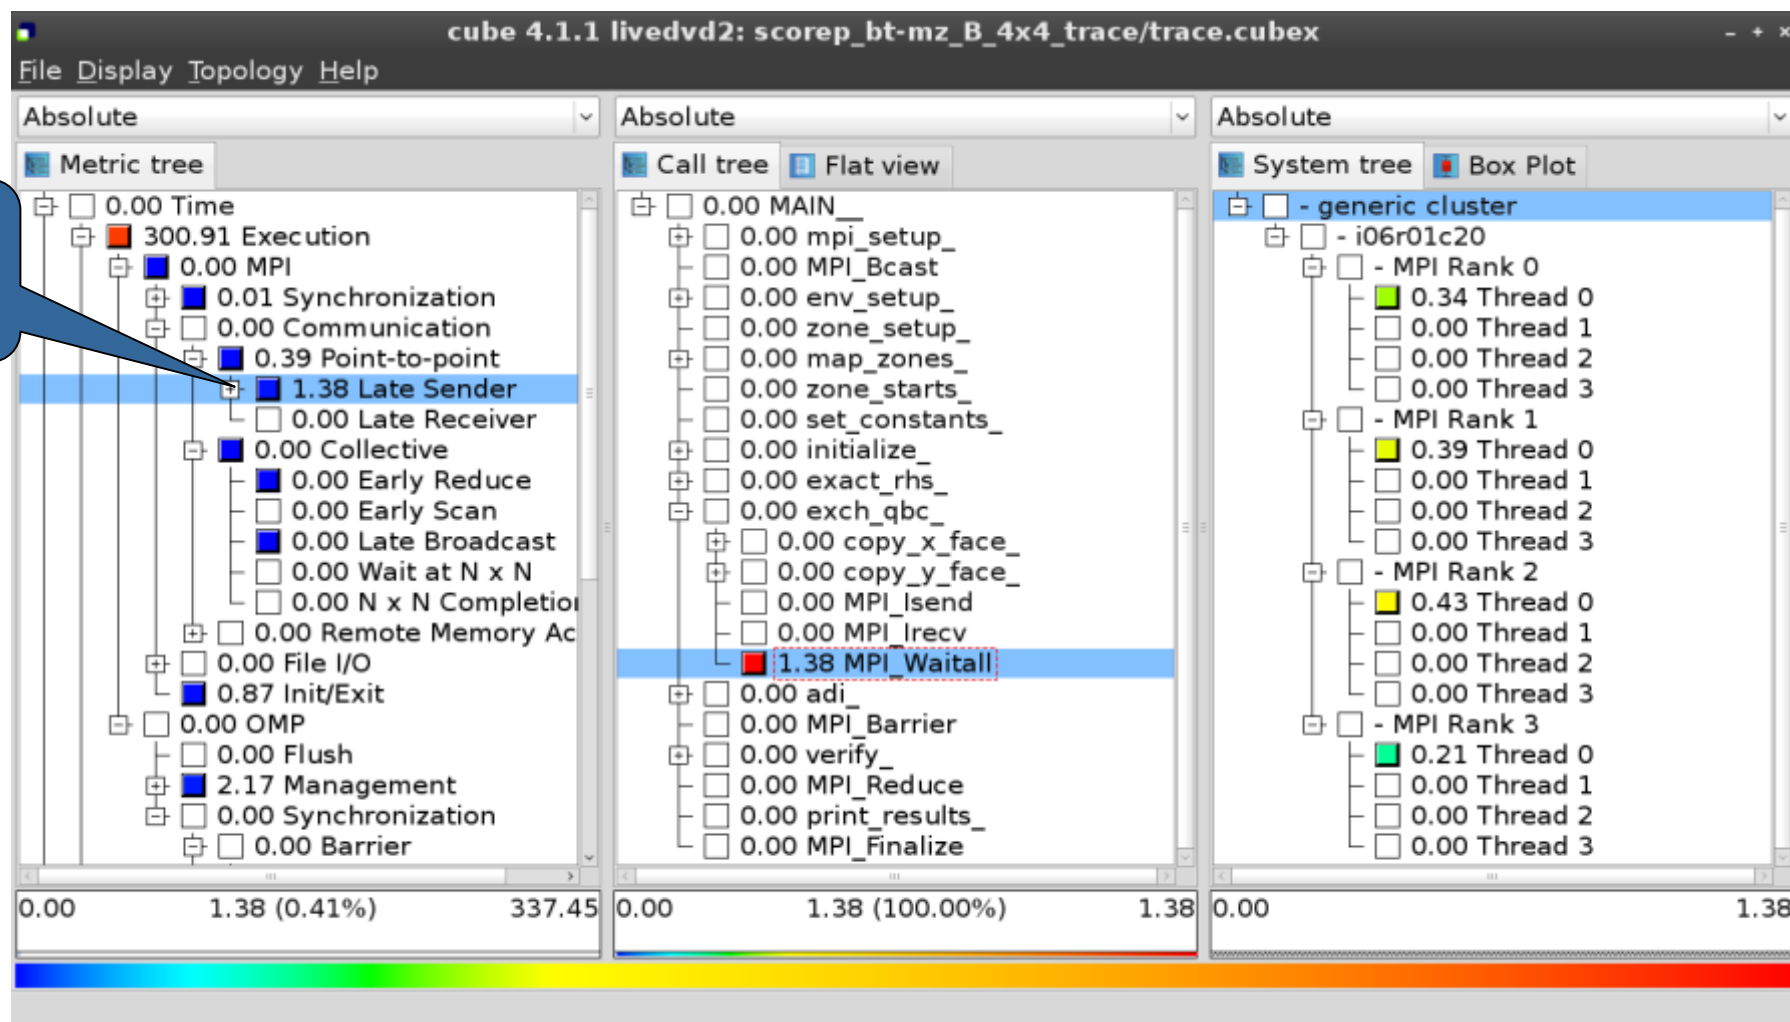 cube 4.1.1 livedvd2: scorep_bt-mz_B_4x4_trace/trace.cubex
File Display Topology Help
Absolute
Metric tree
0.00 Time
300.91 Execution
0.00 MPI
0.01 Synchronization
0.00 Communication
0.39 Point-to-point
1.38 Late Sender
0.00 Late Receiver
0.00 Collective
0.00 Early Reduce
0.00 Early Scan
0.00 Late Broadcast
0.00 Wait at N x N
0.00 N x N Completio
0.00 Remote Memory Ac
0.00 File I/O
0.87 Init/Exit
0.00 OMP
0.00 Flush
2.17 Management
0.00 Synchronization
0.00 Barrier
0.00 1.38 (0.41%) 337.45
Absolute
Call tree Flat view
0.00 MAIN__
0.00 mpi_setup_
0.00 MPI_Bcast
0.00 env_setup_
0.00 zone_setup_
0.00 map_zones_
0.00 zone_starts_
0.00 set_constants_
0.00 initialize_
0.00 exact_rhs_
0.00 exch_qbc_
0.00 copy_x_face_
0.00 copy_y_face_
0.00 MPI_Isend
0.00 MPI_Irecv
1.38 MPI_Waitall
0.00 adi_
0.00 MPI_Barrier
0.00 verify_
0.00 MPI_Reduce
0.00 print_results_
0.00 MPI_Finalize
0.00 1.38 (100.00%) 1.38
Absolute
System tree Box Plot
- generic cluster
- i06r01c20
- MPI Rank 0
0.34 Thread 0
0.00 Thread 1
0.00 Thread 2
0.00 Thread 3
- MPI Rank 1
0.39 Thread 0
0.00 Thread 1
0.00 Thread 2
0.00 Thread 3
- MPI Rank 2
0.43 Thread 0
0.00 Thread 1
0.00 Thread 2
0.00 Thread 3
- MPI Rank 3
0.21 Thread 0
0.00 Thread 1
0.00 Thread 2
0.00 Thread 3
0.00 1.38